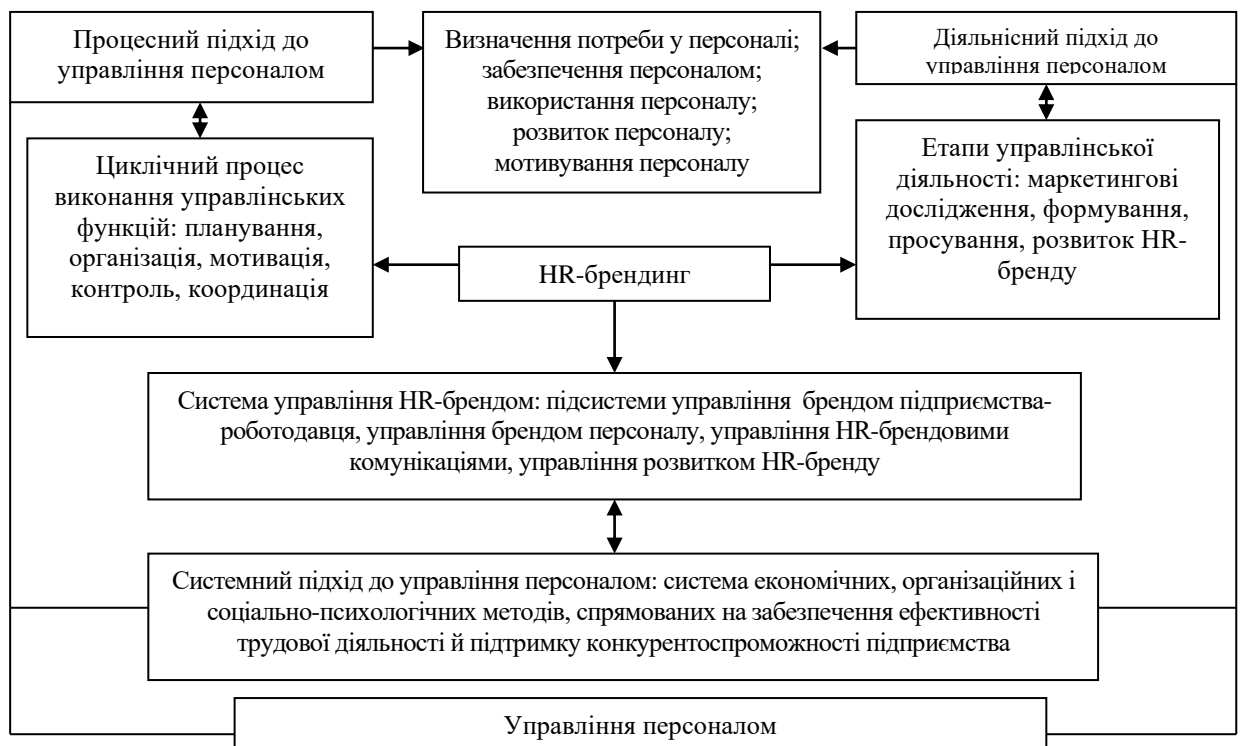 Процесний підхід до
управління персоналом
Визначення потреби у персоналі;
забезпечення персоналом;
використання персоналу;
розвиток персоналу;
мотивування персоналу
Діяльнісний підхід до
управління персоналом
Циклічний процес
виконання управлінських
функцій: планування,
організація, мотивація,
контроль, координація
Етапи управлінської
діяльності: маркетингові
дослідження, формування,
просування, розвиток HR-
бренду
HR-брендинг
Система управління HR-брендом: підсистеми управління брендом підприємства-
роботодавця, управління брендом персоналу, управління HR-брендовими
комунікаціями, управління розвитком HR-бренду
Системний підхід до управління персоналом: система економічних, організаційних і
соціально-психологічних методів, спрямованих на забезпечення ефективності
трудової діяльності й підтримку конкурентоспроможності підприємства
Управління персоналом